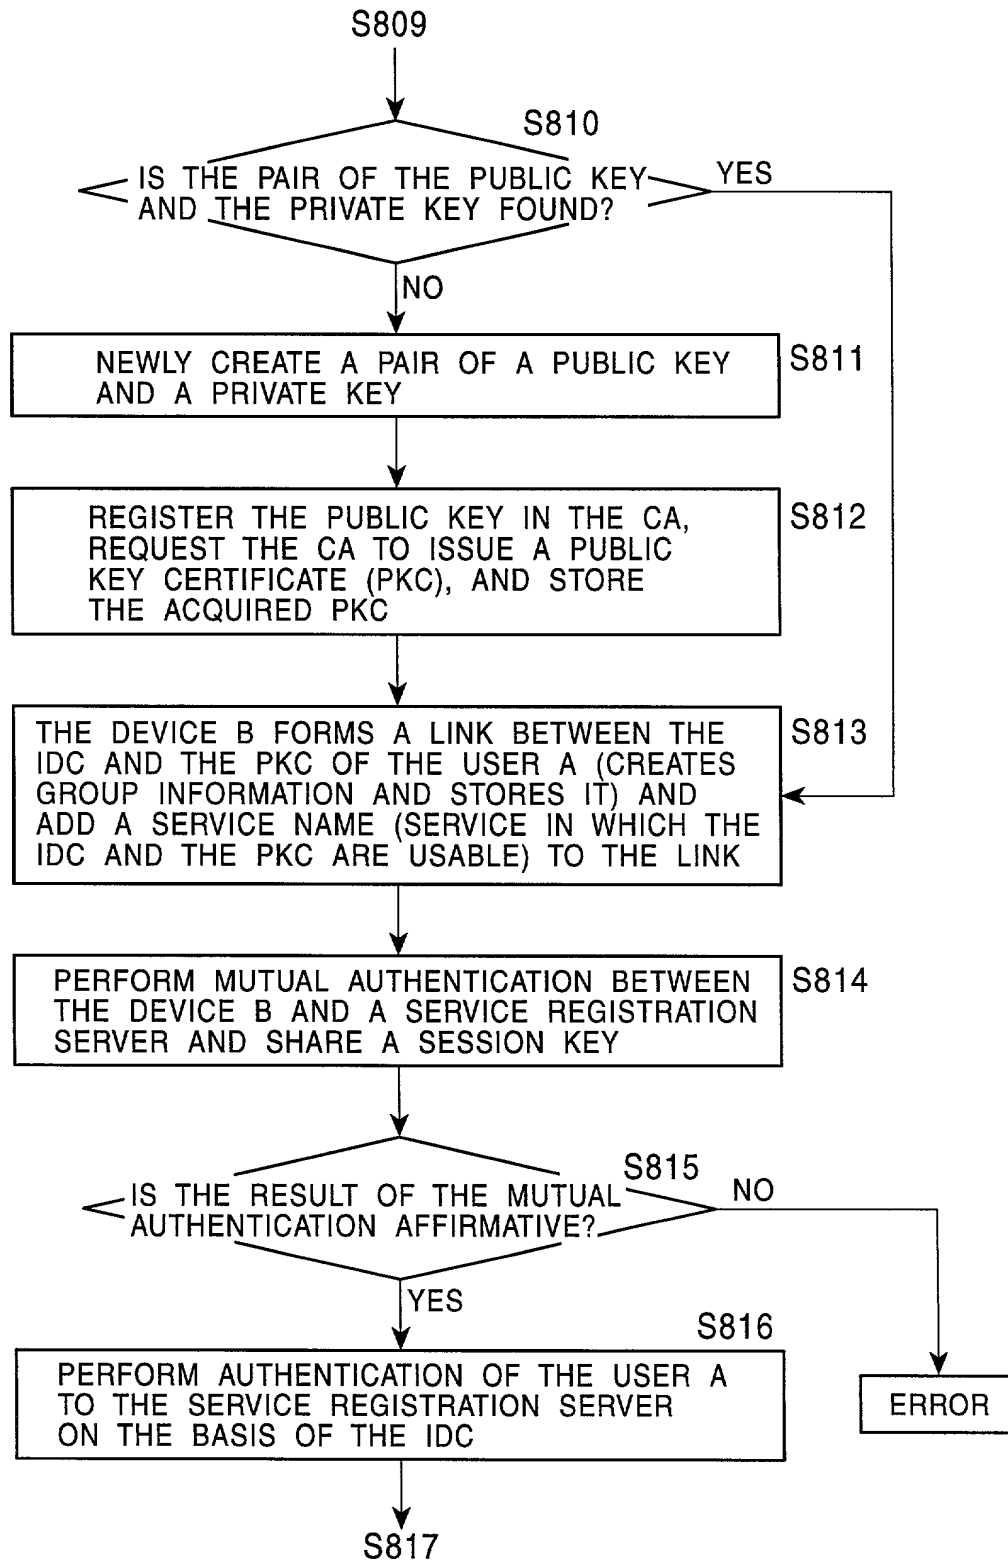 S809
S810
IS THE PAIR OF THE PUBLIC KEY
AND THE PRIVATE KEY FOUND?
YES
NO
NEWLY CREATE A PAIR OF A PUBLIC KEY
AND A PRIVATE KEY
S811
REGISTER THE PUBLIC KEY IN THE CA,
REQUEST THE CA TO ISSUE A PUBLIC
KEY CERTIFICATE (PKC), AND STORE
THE ACQUIRED PKC
S812
THE DEVICE B FORMS A LINK BETWEEN THE
IDC AND THE PKC OF THE USER A (CREATES
GROUP INFORMATION AND STORES IT) AND
ADD A SERVICE NAME (SERVICE IN WHICH THE
IDC AND THE PKC ARE USABLE) TO THE LINK
S813
PERFORM MUTUAL AUTHENTICATION BETWEEN
THE DEVICE B AND A SERVICE REGISTRATION
SERVER AND SHARE A SESSION KEY
S814
S815
IS THE RESULT OF THE MUTUAL
AUTHENTICATION AFFIRMATIVE?
NO
YES
S816
PERFORM AUTHENTICATION OF THE USER A
TO THE SERVICE REGISTRATION SERVER
ON THE BASIS OF THE IDC
ERROR
S817